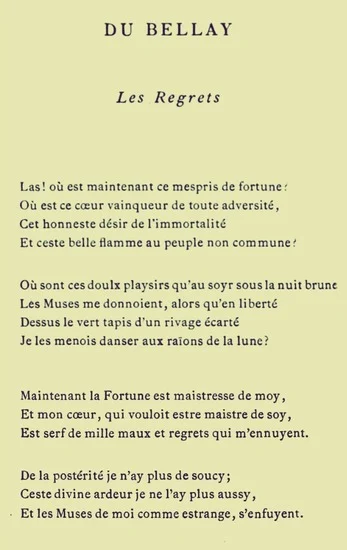 DU BELLAY
Les Regrets
Las! où est maintenant ce mespris de fortune?
Où est ce cœur vainqueur de toute adversité,
Cet honneste désir de l'immortalité
Et ceste belle flamme au peuple non commune?
Où sont ces doulx playsirs qu'au soyr sous la nuit brune
Les Muses me donnoient, alors qu'en liberté
Dessus le vert tapis d'un rivage écarté
Je les menois danser aux raïons de la lune?
Maintenant la Fortune est maistresse de moy,
Et mon cœur, qui vouloit estre maistre de soy,
Est serf de mille maux et regrets qui m'ennuyent.
De la postérité je n'ay plus de soucy;
Ceste divine ardeur je ne l'ay plus aussy,
Et les Muses de moi comme estrange, s'enfuyent.